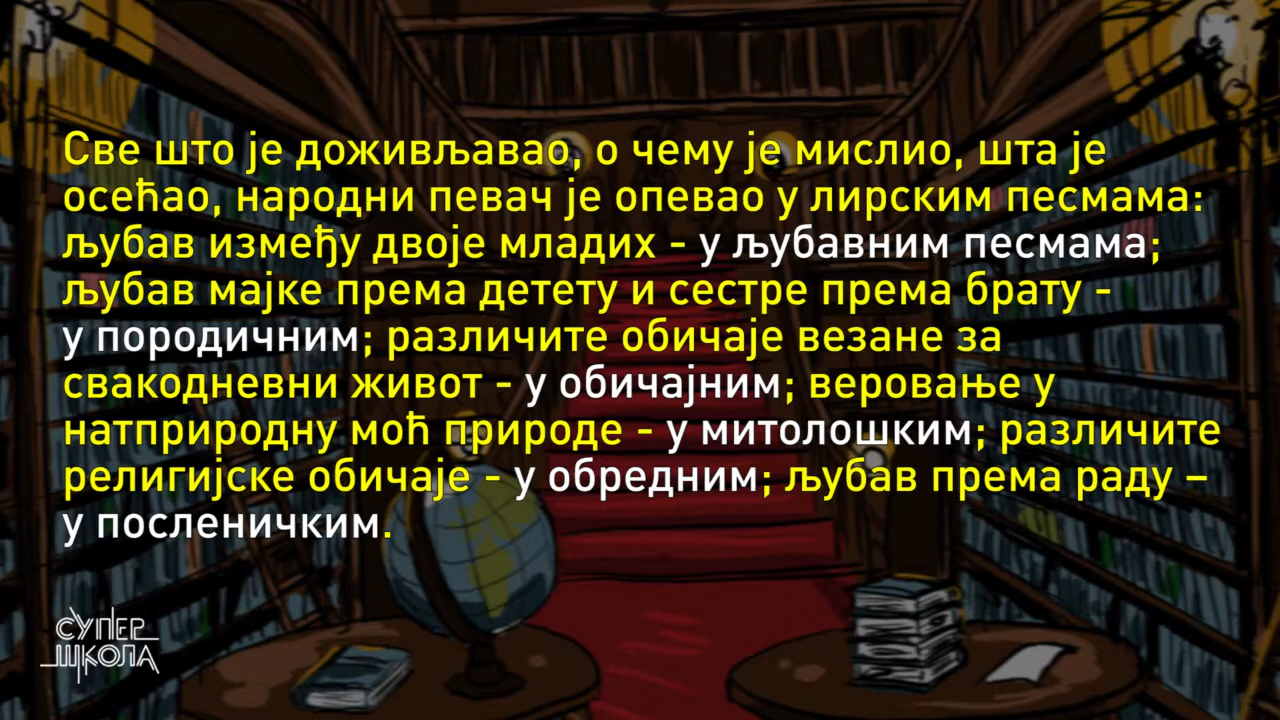 Све што је доживљавао, о чему је мислио, шта је
осећао, народни певач је опевао у лирским песмама:
љубав између двоје младих - у љубавним песмама;
љубав мајке према детету и сестре према брату -
у породичним; различите обичаје везане за
свакодневни живот - у обичајним; веровање у
натприродну моћ природе - у митолошким; различите
религијске обичаје - у обредним; љубав према раду –
у посленичким.
СУПЕР
ШКОЛА